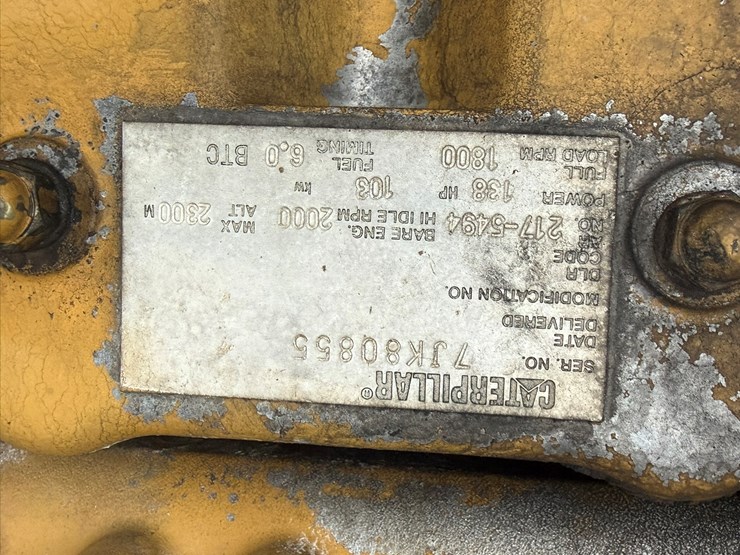 CATERPILLAR®
SER. NO. 7JK80855
DATE
DELIVERED
MODIFICATION NO.
DLR
CODE
AR.
NO. 217-5494 BARE ENG. HI IDLE RPM 2000 MAX ALT 2300 M
POWER 138 HP 103 kW
FULL
LOAD RPM 1800 FUEL TIMING 6.0 BTC